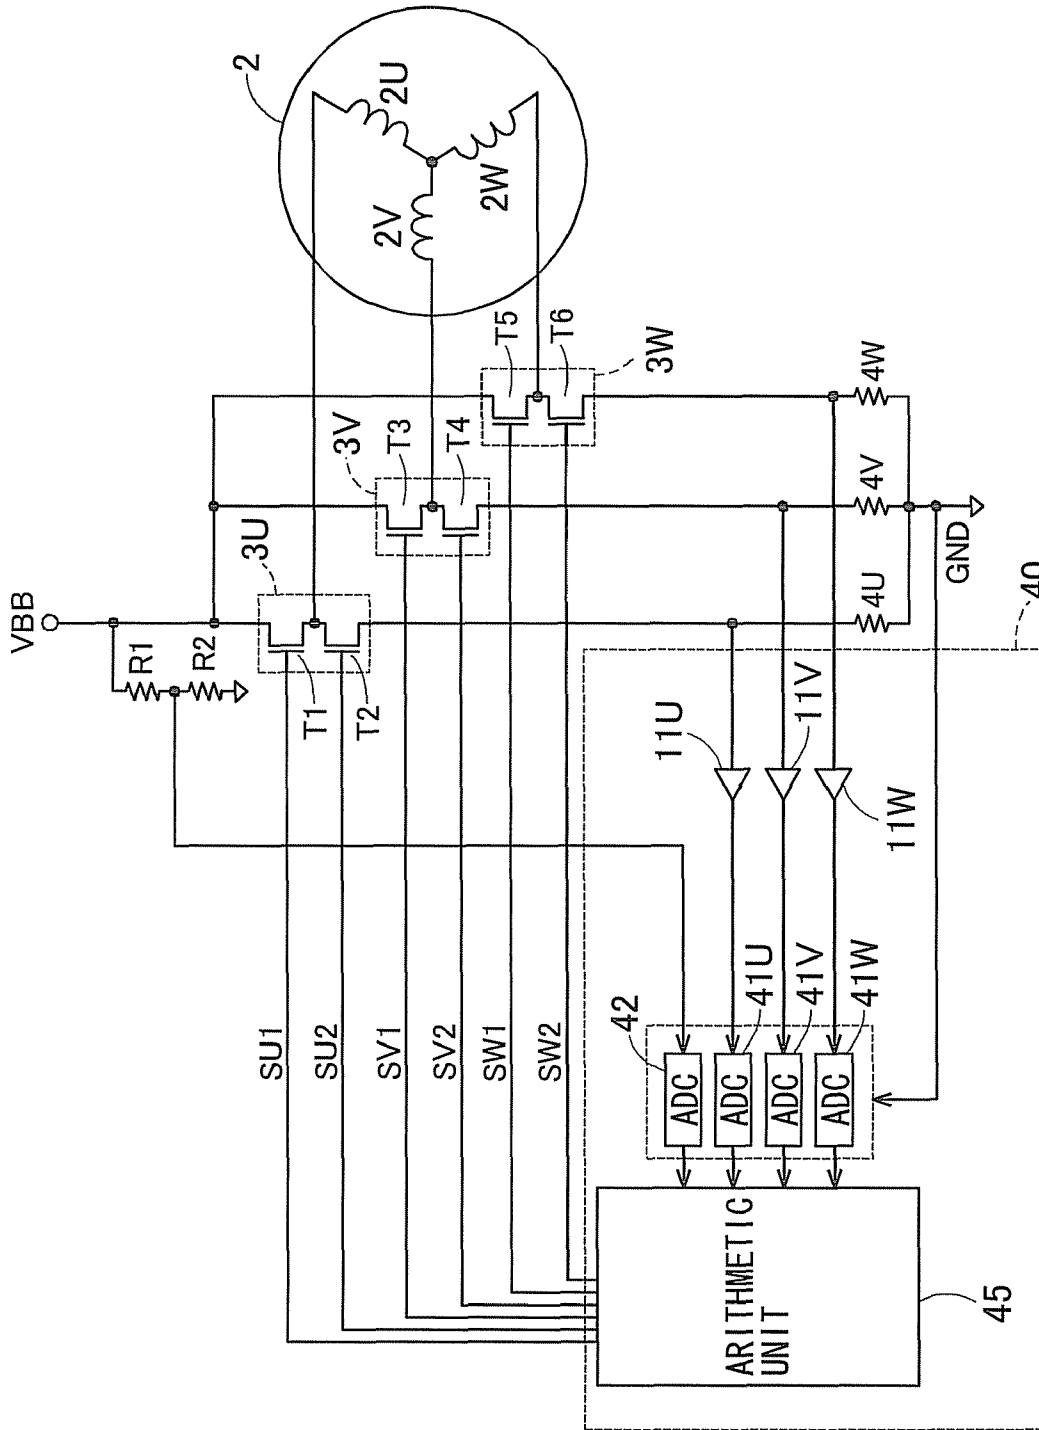 VBB
R1
R2
3U
T1
T2
3V
T3
T4
T5
T6
3W
2
2U
2V
2W
SU1
SU2
SV1
SV2
SW1
SW2
4U
4V
4W
GND
11U
11V
11W
40
42
41U
41V
41W
ADC
ADC
ADC
ADC
ARITHMETIC
UNIT
45